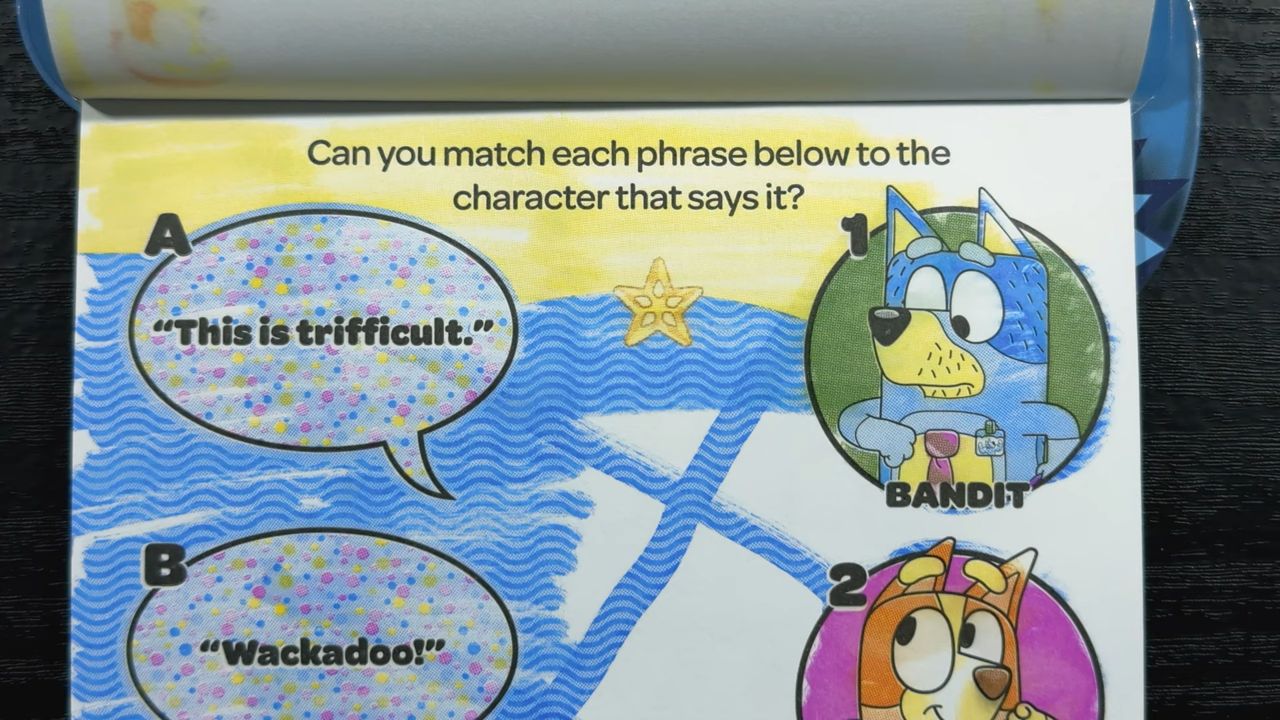 Can you match each phrase below to the
character that says it?
A
“This is trifficult.”
1
BANDIT
B
“Wackadoo!”
2